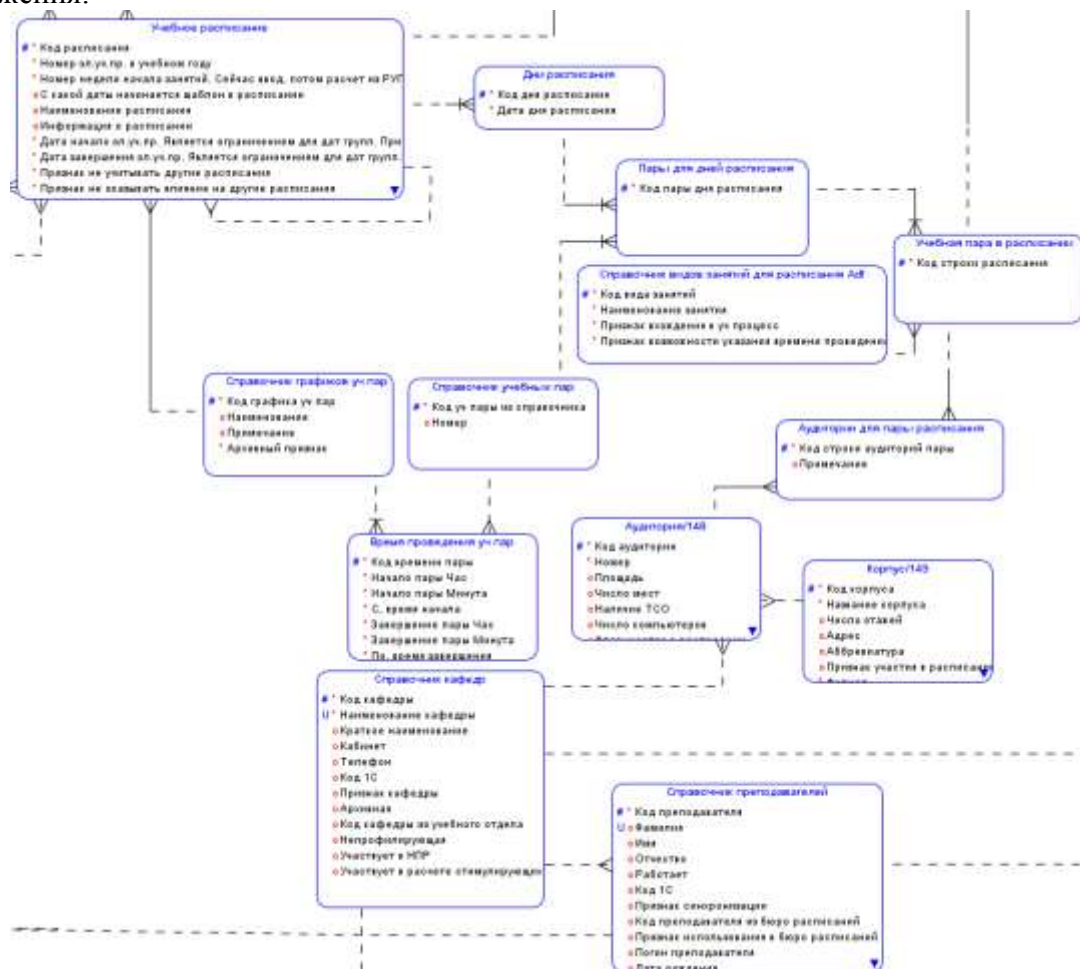 жения.
Учебное расписание
# * Код расписания
* Номер эл.уч.пр. в учебном году
* Номер недели начала занятий. Сейчас ввод, потом расчет из РУП
o С какой даты начинается шаблон в расписании
o Наименование расписания
o Информация о расписании
* Дата начала эл.уч.пр. Является ограничением для дат групп. При
* Дата завершения эл.уч.пр. Является ограничением для дат групп.
* Признак не учитывать другие расписания
* Признак не оказывать влияние на другие расписания
Дни расписания
# * Код дня расписания
* Дата дня расписания
Пары для дней расписания
# * Код пары дня расписания
Учебная пара в расписании
# * Код строки расписания
Справочник видов занятий для расписания Adf
# * Код вида занятий
* Наименование занятия
* Признак вхождения в уч процесс
* Признак возможности указания времени проведения
Справочник графиков уч пар
# * Код графика уч пар
o Наименование
o Примечание
* Архивный признак
Справочник учебных пар
# * Код уч пары из справочника
o Номер
Аудитории для пары расписания
# * Код строки аудиторий пары
o Примечание
Время проведения уч пар
# * Код времени пары
* Начало пары Час
* Начало пары Минута
* С, время начала
* Завершение пары Час
* Завершение пары Минута
* По, время завершения
Аудитория/148
# * Код аудитории
* Номер
o Площадь
o Число мест
o Наличие ТСО
o Число компьютеров
Корпус/149
# * Код корпуса
* Название корпуса
o Число этажей
o Адрес
o Аббревиатура
o Признак участия в расписании
Справочник кафедр
# * Код кафедры
U * Наименование кафедры
o Краткое наименование
o Кабинет
o Телефон
o Код 1С
o Признак кафедры
o Архивная
o Код кафедры из учебного отдела
o Непрофилирующая
o Участвует в НПР
o Участвует в расчете стимулирующей
Справочник преподавателей
# * Код преподавателя
U o Фамилия
o Имя
o Отчество
o Работает
o Код 1С
o Признак синхронизации
o Код преподавателя из бюро расписаний
o Признак использования в бюро расписаний
o Логин преподавателя
o Дата рождения